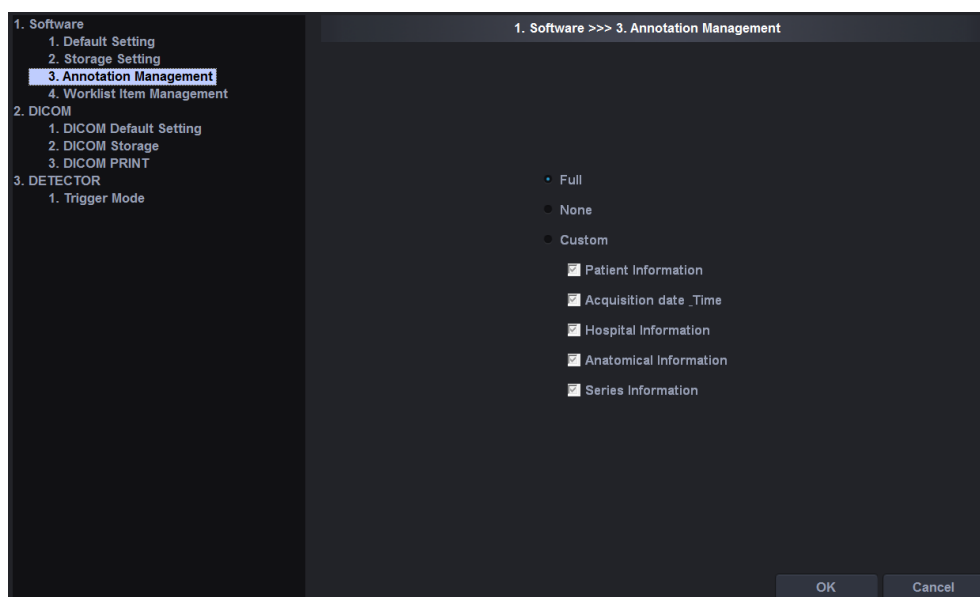 1. Software
1. Default Setting
2. Storage Setting
3. Annotation Management
4. Worklist Item Management
2. DICOM
1. DICOM Default Setting
2. DICOM Storage
3. DICOM PRINT
3. DETECTOR
1. Trigger Mode
1. Software >>> 3. Annotation Management
Full
None
Custom
Patient Information
Acquisition date _Time
Hospital Information
Anatomical Information
Series Information
OK
Cancel